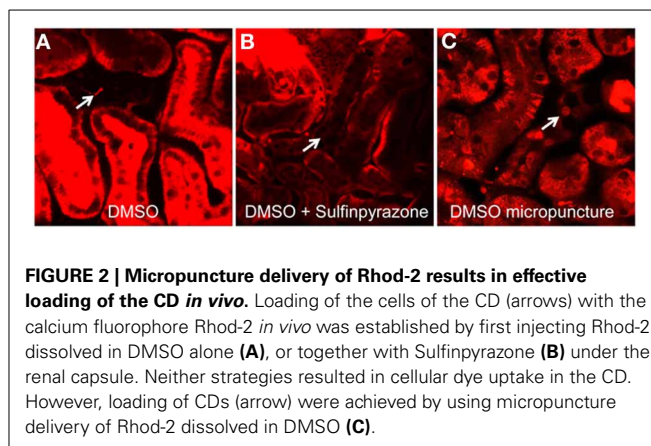 A B C
DMSO DMSO + Sulfinpyrazone DMSO micropuncture
FIGURE 2 | Micropuncture delivery of Rhod-2 results in effective
loading of the CD in vivo. Loading of the cells of the CD (arrows) with the
calcium fluorophore Rhod-2 in vivo was established by first injecting Rhod-2
dissolved in DMSO alone (A), or together with Sulfinpyrazone (B) under the
renal capsule. Neither strategies resulted in cellular dye uptake in the CD.
However, loading of CDs (arrow) were achieved by using micropuncture
delivery of Rhod-2 dissolved in DMSO (C).